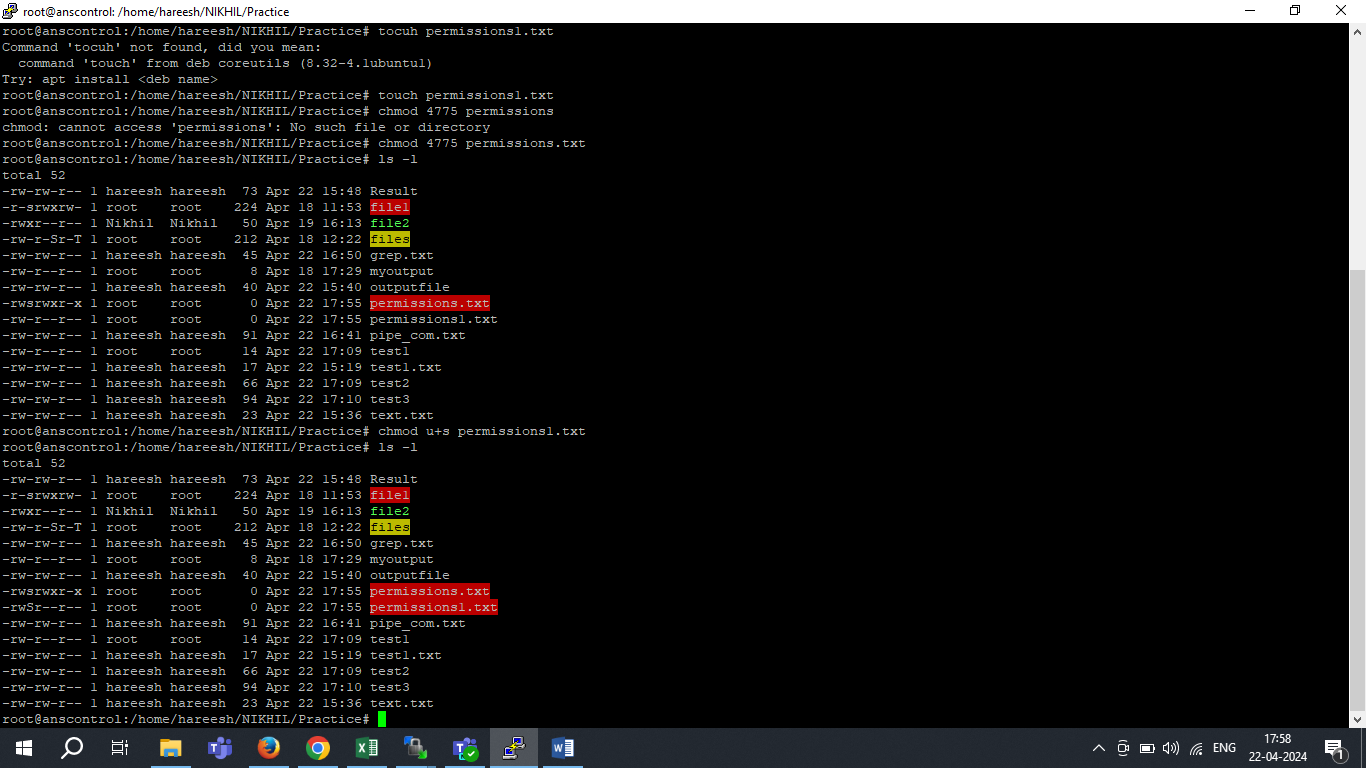 root@anscontrol: /home/hareesh/NIKHIL/Practice
root@anscontrol:/home/hareesh/NIKHIL/Practice# tocuh permissions1.txt
Command 'tocuh' not found, did you mean:
  command 'touch' from deb coreutils (8.32-4.1ubuntu1)
Try: apt install <deb name>
root@anscontrol:/home/hareesh/NIKHIL/Practice# touch permissions1.txt
root@anscontrol:/home/hareesh/NIKHIL/Practice# chmod 4775 permissions
chmod: cannot access 'permissions': No such file or directory
root@anscontrol:/home/hareesh/NIKHIL/Practice# chmod 4775 permissions.txt
root@anscontrol:/home/hareesh/NIKHIL/Practice# ls -l
total 52
-rw-rw-r-- 1 hareesh hareesh  73 Apr 22 15:48 Result
-r-srwxrw- 1 root    root    224 Apr 18 11:53 file1
-rwxr--r-- 1 Nikhil  Nikhil   50 Apr 19 16:13 file2
-rw-r-Sr-T 1 root    root    212 Apr 18 12:22 files
-rw-rw-r-- 1 hareesh hareesh  45 Apr 22 16:50 grep.txt
-rw-r--r-- 1 root    root      8 Apr 18 17:29 myoutput
-rw-rw-r-- 1 hareesh hareesh  40 Apr 22 15:40 outputfile
-rwsrwxr-x 1 root    root      0 Apr 22 17:55 permissions.txt
-rw-r--r-- 1 root    root      0 Apr 22 17:55 permissions1.txt
-rw-rw-r-- 1 hareesh hareesh  91 Apr 22 16:41 pipe_com.txt
-rw-r--r-- 1 root    root     14 Apr 22 17:09 test1
-rw-rw-r-- 1 hareesh hareesh  17 Apr 22 15:19 test1.txt
-rw-rw-r-- 1 hareesh hareesh  66 Apr 22 17:09 test2
-rw-rw-r-- 1 hareesh hareesh  94 Apr 22 17:10 test3
-rw-rw-r-- 1 hareesh hareesh  23 Apr 22 15:36 text.txt
root@anscontrol:/home/hareesh/NIKHIL/Practice# chmod u+s permissions1.txt
root@anscontrol:/home/hareesh/NIKHIL/Practice# ls -l
total 52
-rw-rw-r-- 1 hareesh hareesh  73 Apr 22 15:48 Result
-r-srwxrw- 1 root    root    224 Apr 18 11:53 file1
-rwxr--r-- 1 Nikhil  Nikhil   50 Apr 19 16:13 file2
-rw-r-Sr-T 1 root    root    212 Apr 18 12:22 files
-rw-rw-r-- 1 hareesh hareesh  45 Apr 22 16:50 grep.txt
-rw-r--r-- 1 root    root      8 Apr 18 17:29 myoutput
-rw-rw-r-- 1 hareesh hareesh  40 Apr 22 15:40 outputfile
-rwsrwxr-x 1 root    root      0 Apr 22 17:55 permissions.txt
-rwSr--r-- 1 root    root      0 Apr 22 17:55 permissions1.txt
-rw-rw-r-- 1 hareesh hareesh  91 Apr 22 16:41 pipe_com.txt
-rw-r--r-- 1 root    root     14 Apr 22 17:09 test1
-rw-rw-r-- 1 hareesh hareesh  17 Apr 22 15:19 test1.txt
-rw-rw-r-- 1 hareesh hareesh  66 Apr 22 17:09 test2
-rw-rw-r-- 1 hareesh hareesh  94 Apr 22 17:10 test3
-rw-rw-r-- 1 hareesh hareesh  23 Apr 22 15:36 text.txt
root@anscontrol:/home/hareesh/NIKHIL/Practice#
ENG
17:58
22-04-2024
1